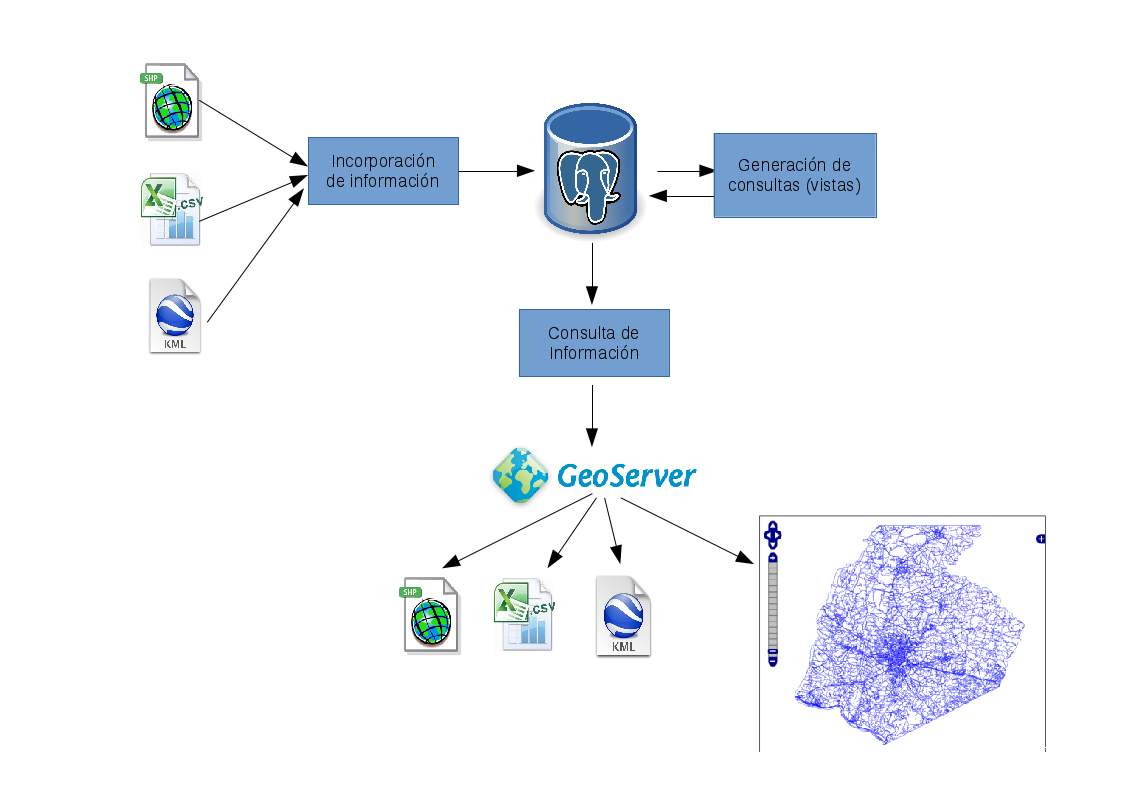 SHP
Incorporación
de información
Generación de
consultas (vistas)
X
.CSV
KML
Consulta de
Información
GeoServer
SHP
X
.CSV
KML